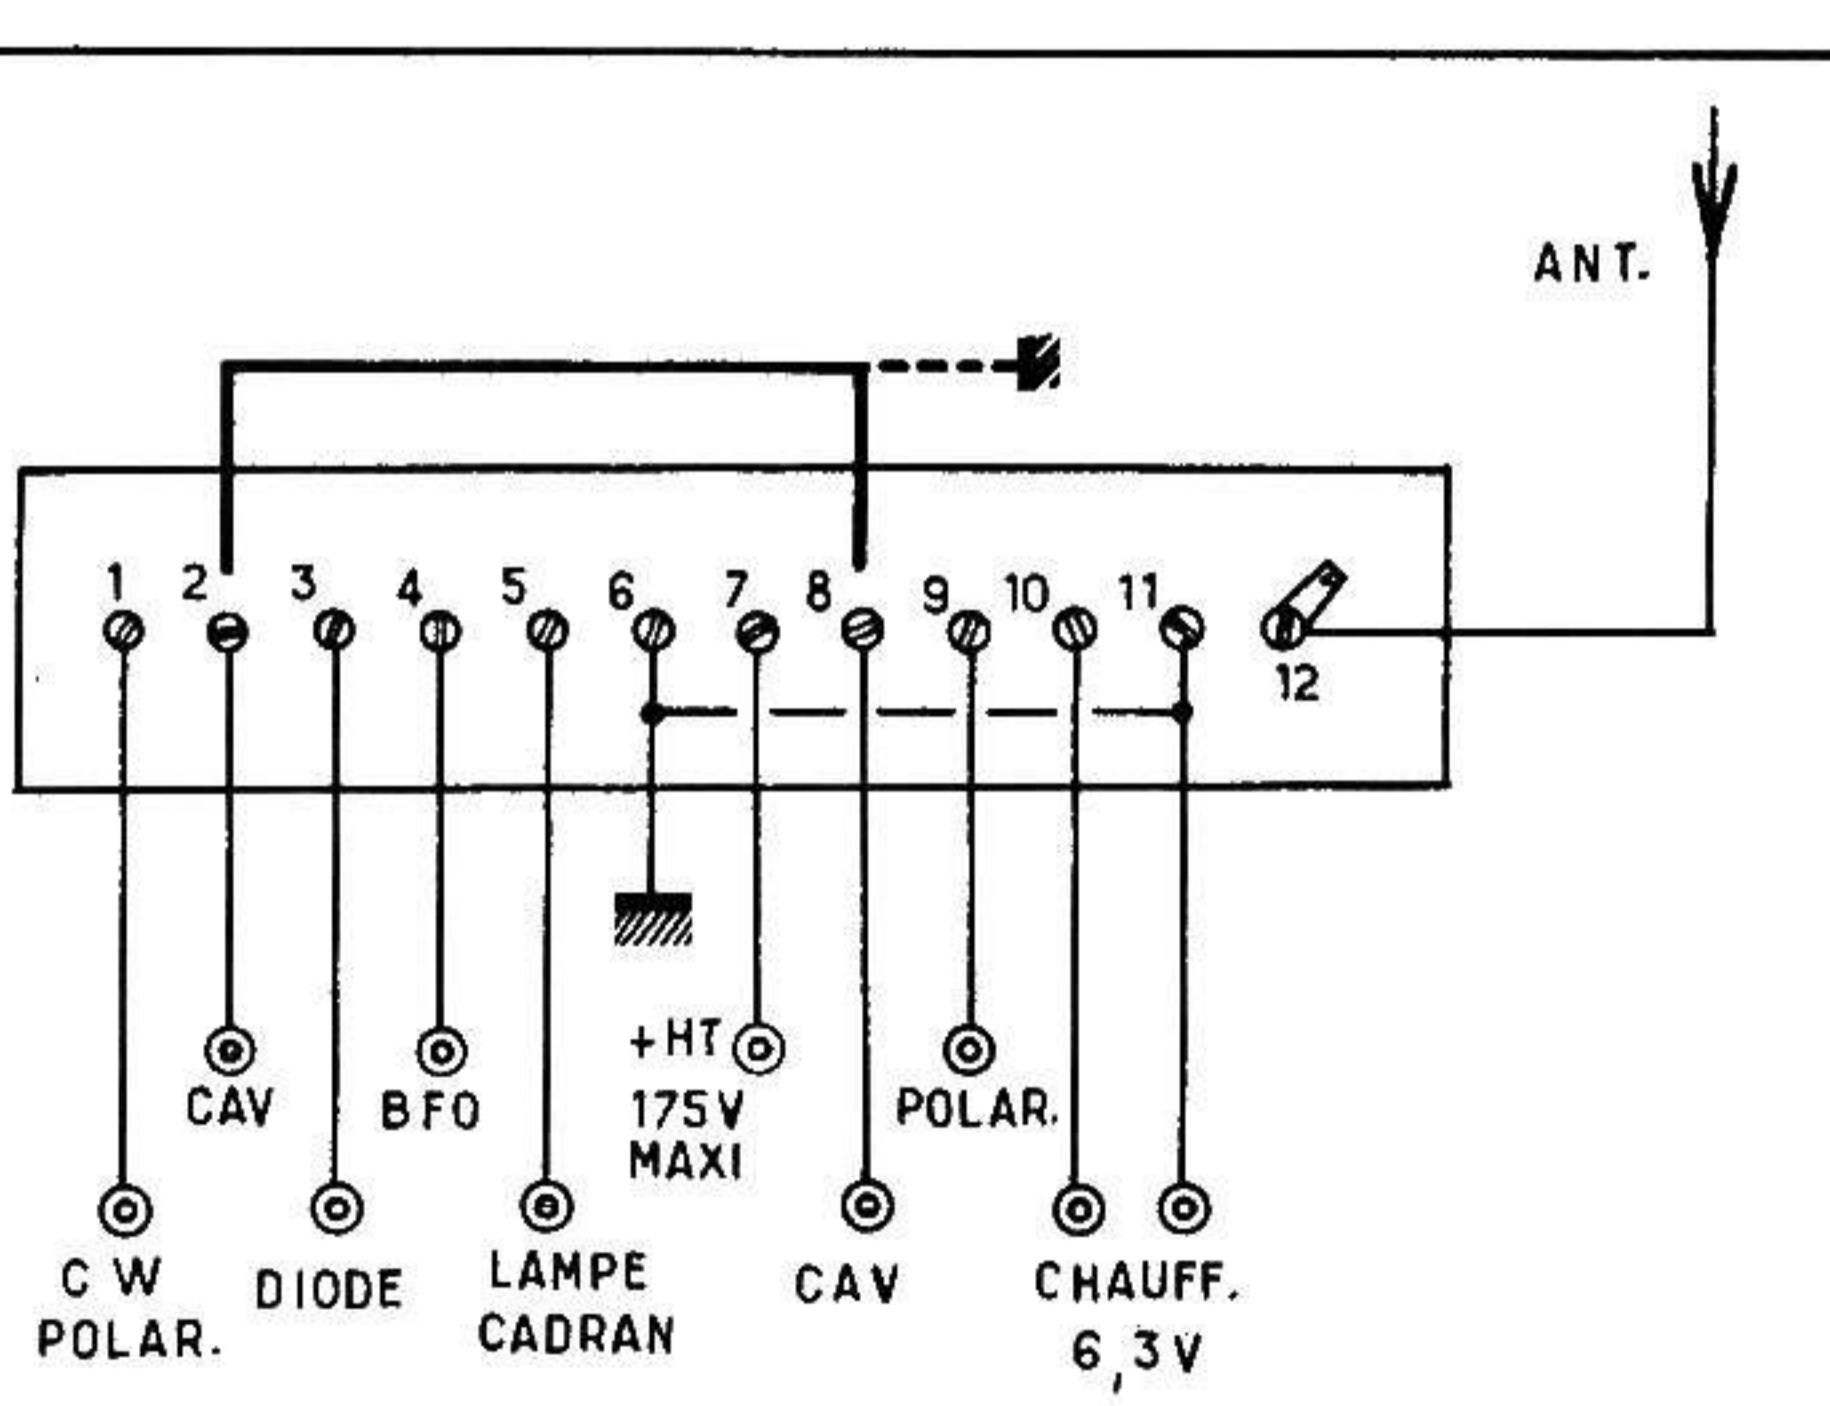 ANT.
1 2 3 4 5 6 7 8 9 10 11
12
+HT
CAV
BFO
175V
POLAR.
MAXI
CW
POLAR.
DIODE
LAMPE
CADRAN
CAV
CHAUFF.
6,3V